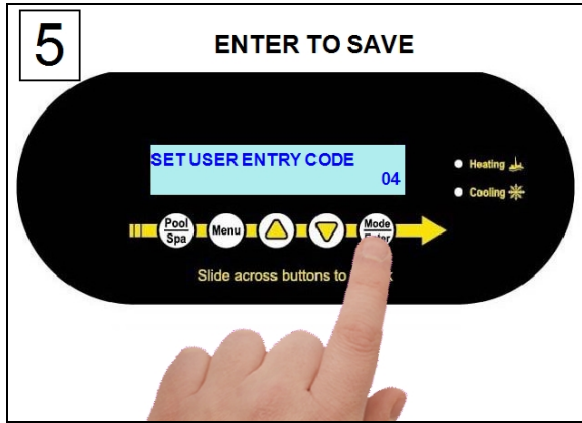 5
ENTER TO SAVE
SET USER ENTRY CODE
04
Heating
Cooling
Pool
Spa
Menu
Mode
Slide across buttons to